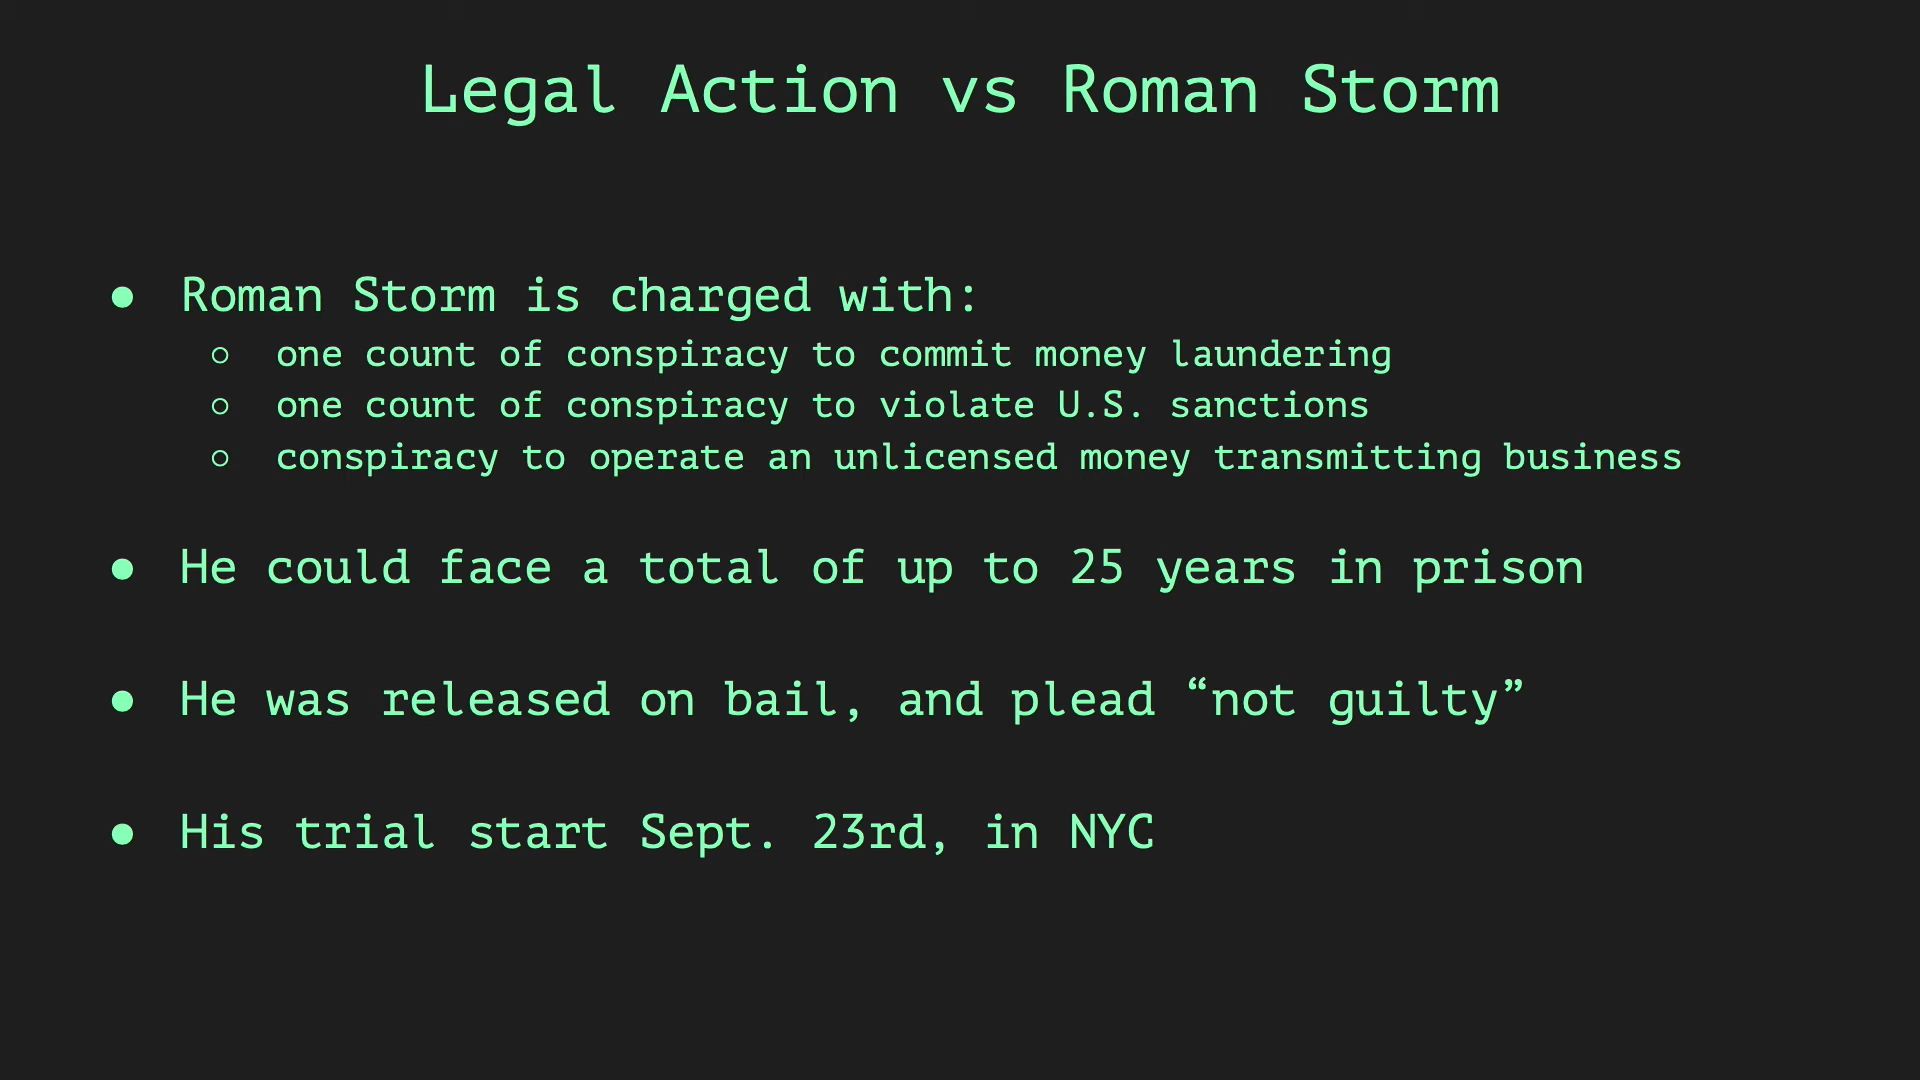 Legal Action vs Roman Storm
● Roman Storm is charged with:
○ one count of conspiracy to commit money laundering
○ one count of conspiracy to violate U.S. sanctions
○ conspiracy to operate an unlicensed money transmitting business
● He could face a total of up to 25 years in prison
● He was released on bail, and plead “not guilty”
● His trial start Sept. 23rd, in NYC